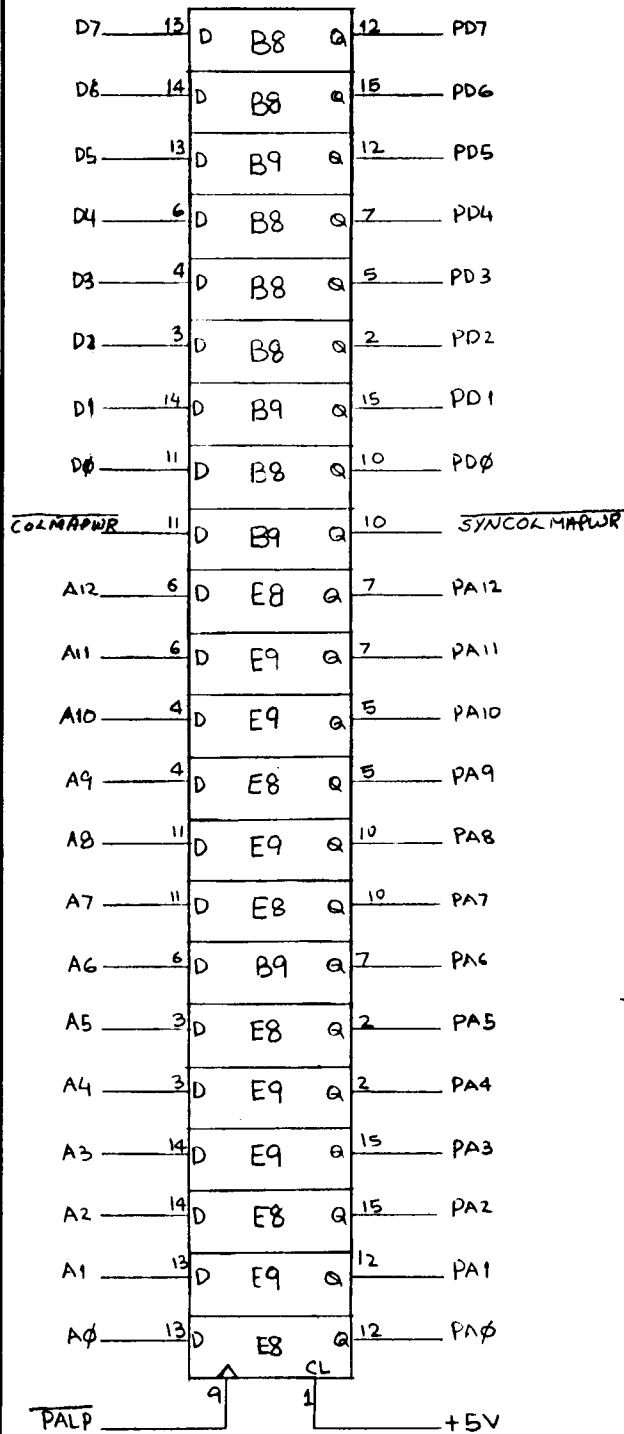 D7 13 D B8 Q 12 PD7
D6 14 D B8 Q 15 PD6
D5 13 D B9 Q 12 PD5
D4 6 D B8 Q 7 PD4
D3 4 D B8 Q 5 PD3
D2 3 D B8 Q 2 PD2
D1 14 D B9 Q 15 PD1
DØ 11 D B8 Q 10 PDØ
COLMAPWR 11 D B9 Q 10 SYNCOLMAPWR
A12 6 D E8 Q 7 PA12
A11 6 D E9 Q 7 PA11
A10 4 D E9 Q 5 PA10
A9 4 D E8 Q 5 PA9
A8 11 D E9 Q 10 PA8
A7 11 D E8 Q 10 PA7
A6 6 D B9 Q 7 PA6
A5 3 D E8 Q 2 PA5
A4 3 D E9 Q 2 PA4
A3 14 D E9 Q 15 PA3
A2 14 D E8 Q 15 PA2
A1 13 D E9 Q 12 PA1
AØ 13 D E8 Q 12 PAØ
CL
9 1
PALP +5V